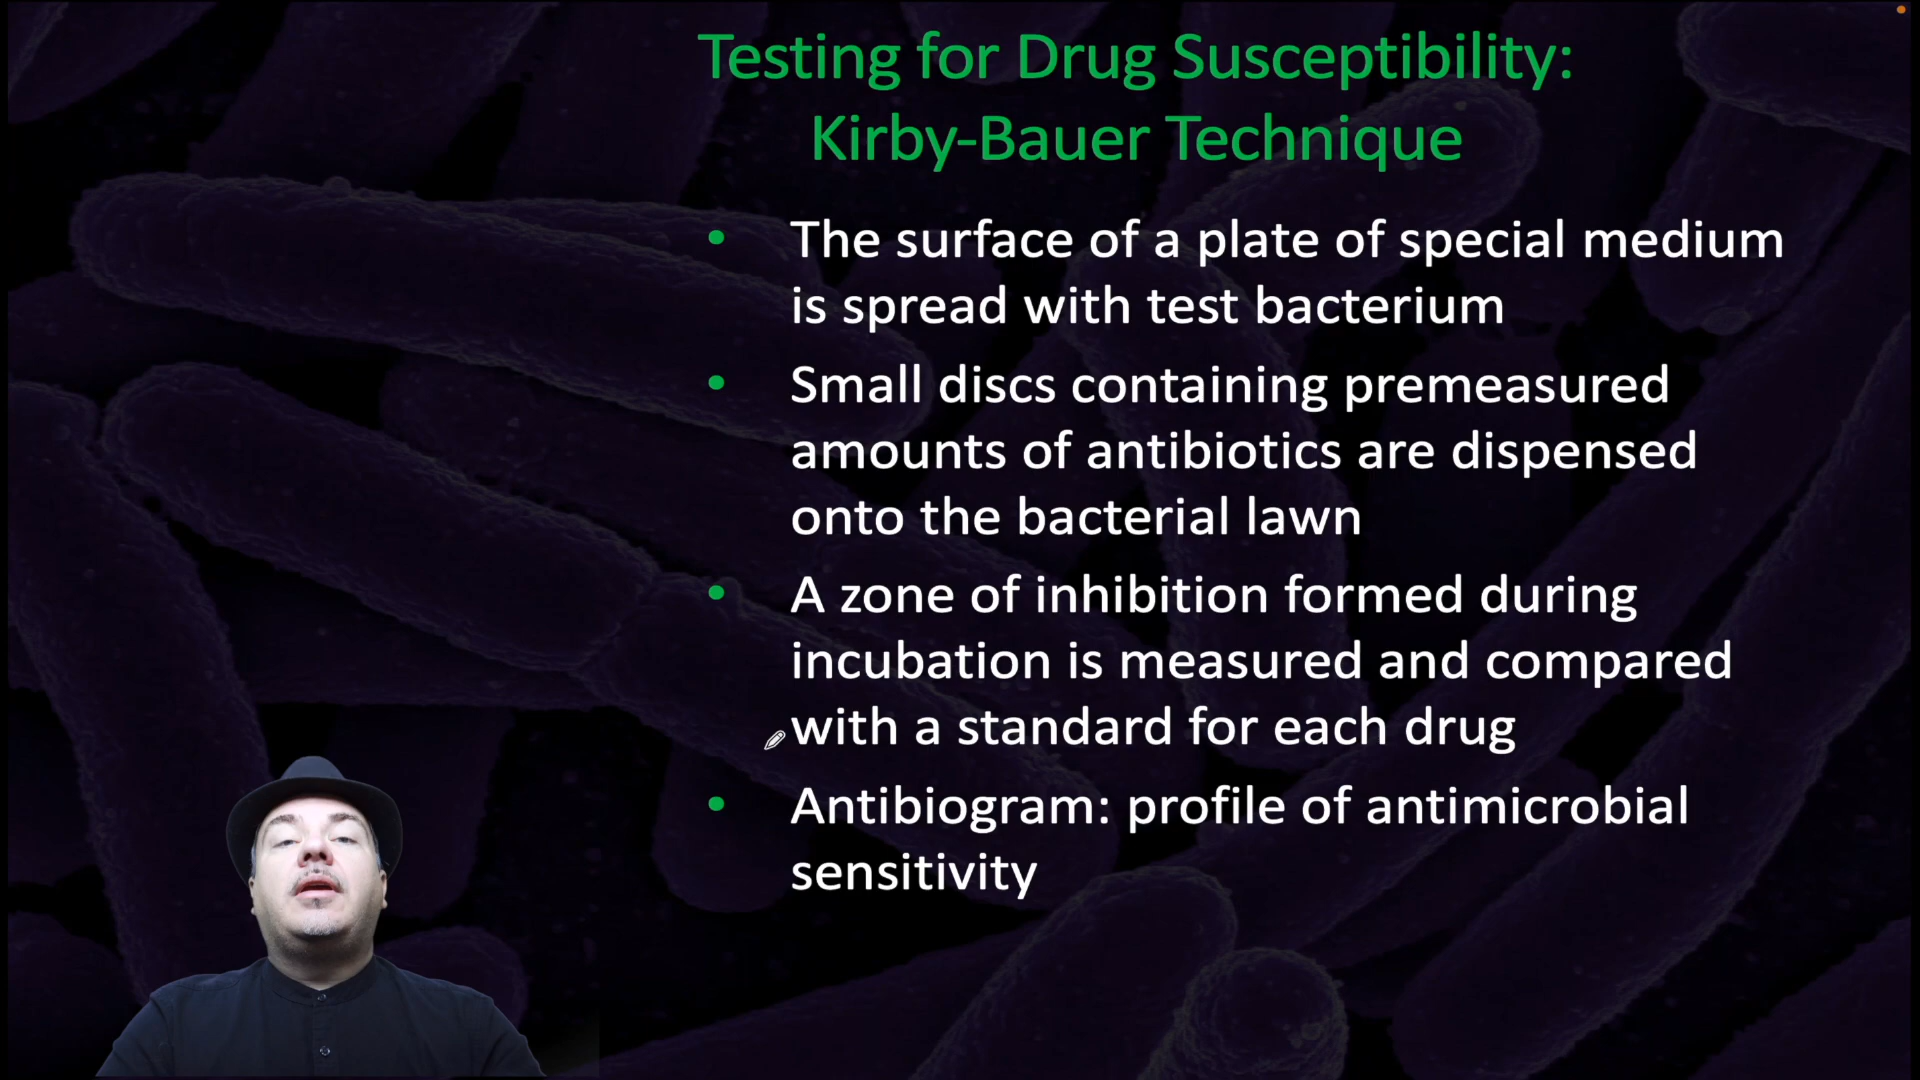 Testing for Drug Susceptibility:
Kirby-Bauer Technique
• The surface of a plate of special medium
is spread with test bacterium
• Small discs containing premeasured
amounts of antibiotics are dispensed
onto the bacterial lawn
• A zone of inhibition formed during
incubation is measured and compared
with a standard for each drug
• Antibiogram: profile of antimicrobial
sensitivity